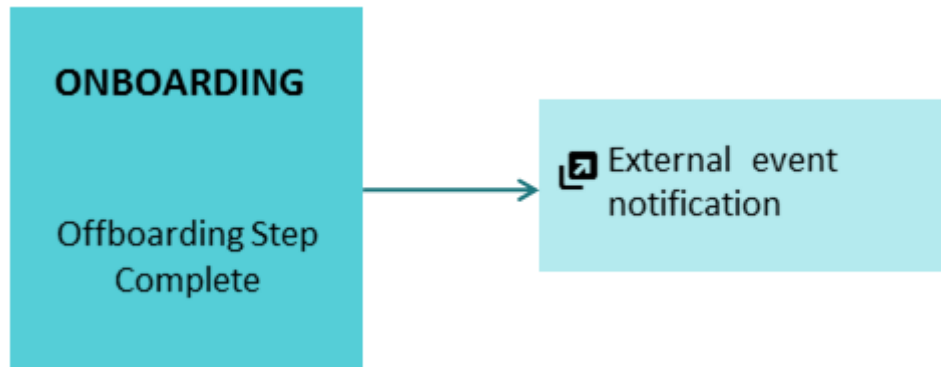 ONBOARDING
Offboarding Step
Complete
External event
notification